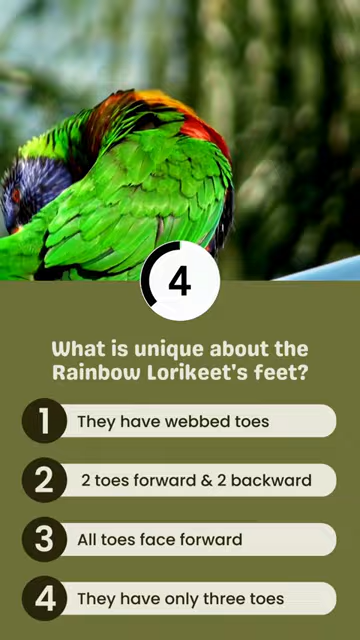 4
What is unique about the
Rainbow Lorikeet's feet?
1 They have webbed toes
2 2 toes forward & 2 backward
3 All toes face forward
4 They have only three toes